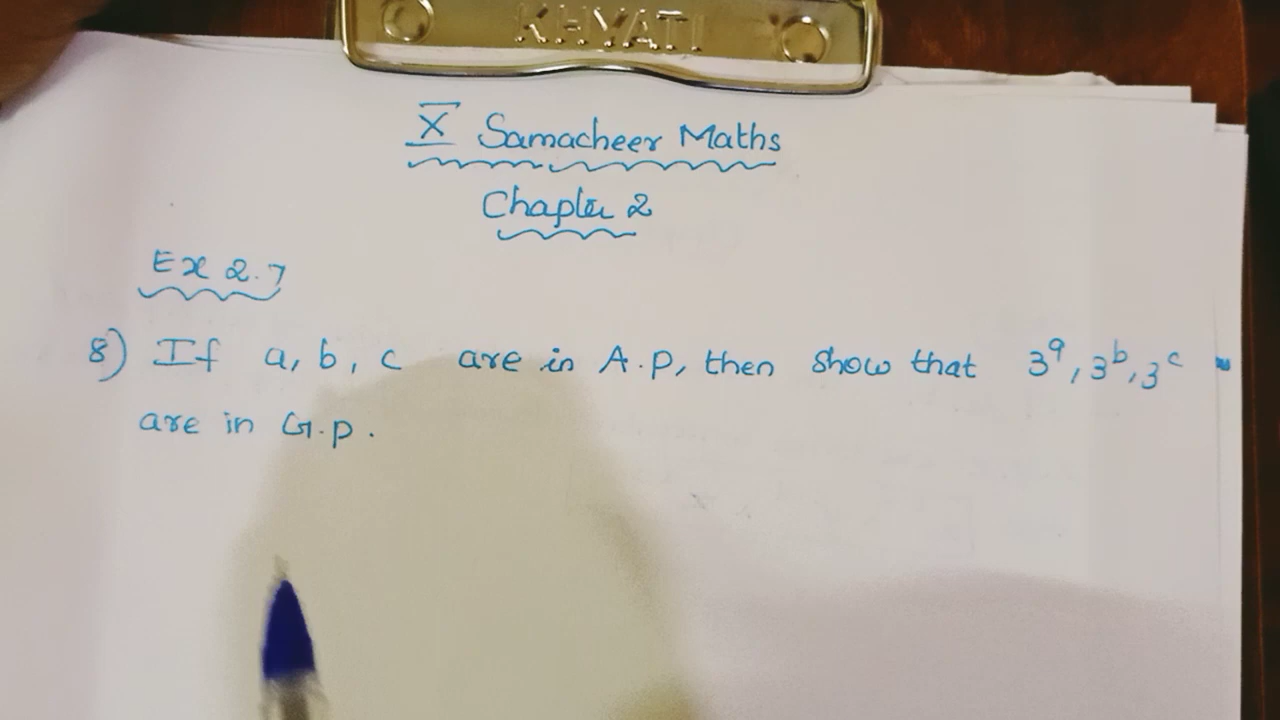 KHYATI
X Samacheer Maths
Chapter 2
Ex 2.7
8) If a, b, c are in A.P, then show that 3^a, 3^b, 3^c
are in G.P.